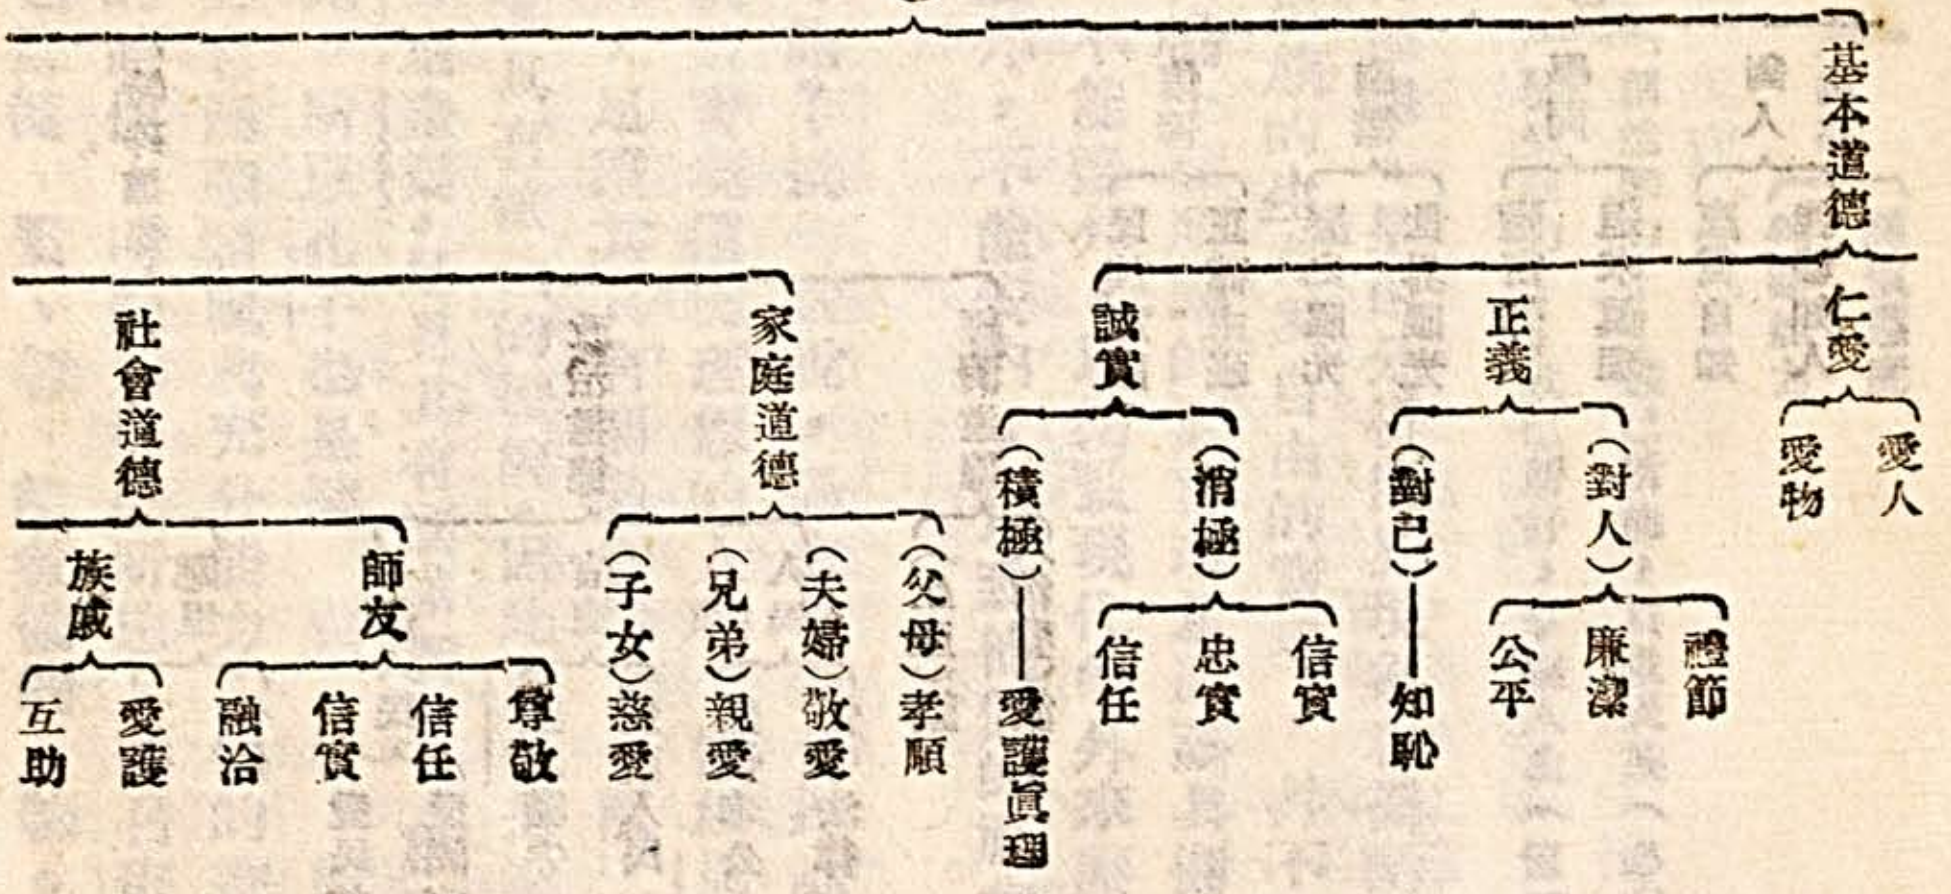 基本道德
仁愛
愛人
愛物
正義
（對人）
禮節
廉潔
公平
（對己）——知恥
誠實
（消極）
信實
忠實
信任
（積極）——愛護眞理
家庭道德
（父母）孝順
（夫婦）敬愛
（兄弟）親愛
（子女）慈愛
社會道德
師友
尊敬
信任
信實
融洽
族戚
愛護
互助